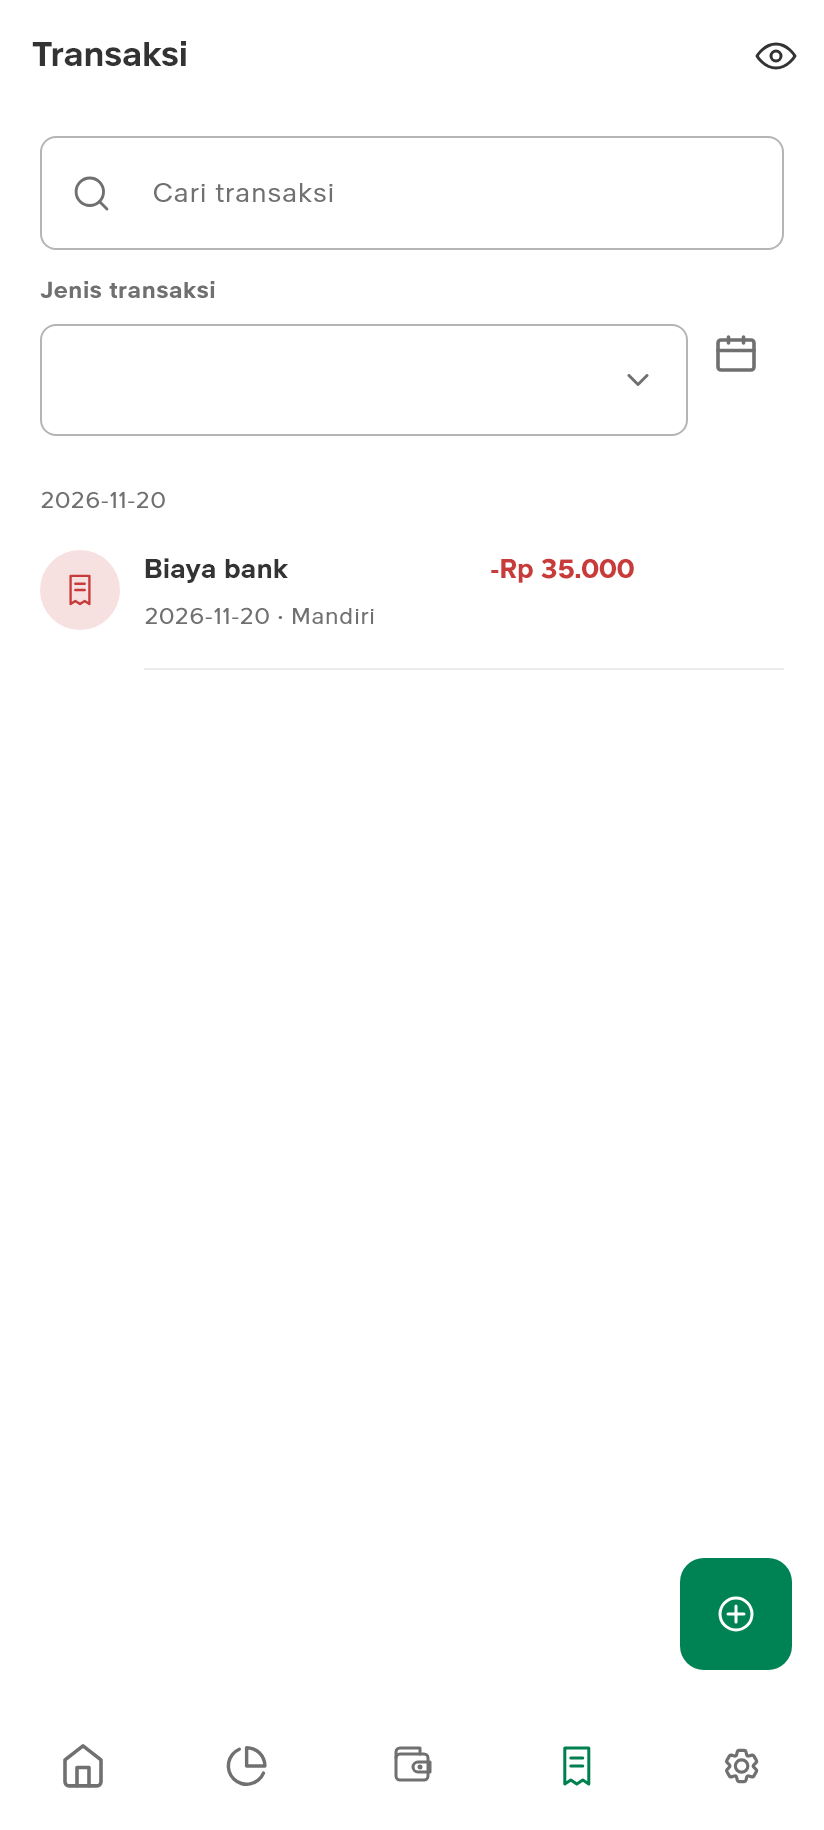 Transaksi
Cari transaksi
Jenis transaksi
2026-11-20
Biaya bank
-Rp 35.000
2026-11-20 · Mandiri